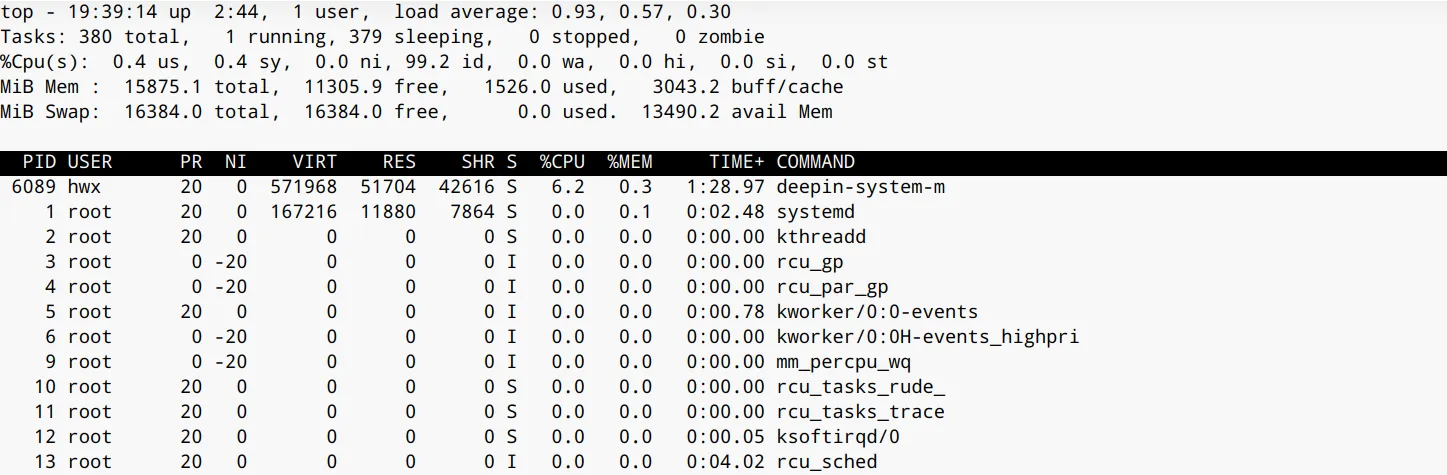 top - 19:39:14 up  2:44,  1 user,  load average: 0.93, 0.57, 0.30
Tasks: 380 total,   1 running, 379 sleeping,   0 stopped,   0 zombie
%Cpu(s):  0.4 us,  0.4 sy,  0.0 ni, 99.2 id,  0.0 wa,  0.0 hi,  0.0 si,  0.0 st
MiB Mem :  15875.1 total,  11305.9 free,   1526.0 used,   3043.2 buff/cache
MiB Swap:  16384.0 total,  16384.0 free,      0.0 used.  13490.2 avail Mem
PID USER      PR  NI    VIRT    RES    SHR S  %CPU  %MEM     TIME+ COMMAND
6089 hwx       20   0  571968  51704  42616 S   6.2   0.3   1:28.97 deepin-system-m
1 root      20   0  167216  11880   7864 S   0.0   0.1   0:02.48 systemd
2 root      20   0       0      0      0 S   0.0   0.0   0:00.00 kthreadd
3 root       0 -20       0      0      0 I   0.0   0.0   0:00.00 rcu_gp
4 root       0 -20       0      0      0 I   0.0   0.0   0:00.00 rcu_par_gp
5 root      20   0       0      0      0 I   0.0   0.0   0:00.78 kworker/0:0-events
6 root       0 -20       0      0      0 I   0.0   0.0   0:00.00 kworker/0:0H-events_highpri
9 root       0 -20       0      0      0 I   0.0   0.0   0:00.00 mm_percpu_wq
10 root      20   0       0      0      0 S   0.0   0.0   0:00.00 rcu_tasks_rude_
11 root      20   0       0      0      0 S   0.0   0.0   0:00.00 rcu_tasks_trace
12 root      20   0       0      0      0 S   0.0   0.0   0:00.05 ksoftirqd/0
13 root      20   0       0      0      0 I   0.0   0.0   0:04.02 rcu_sched